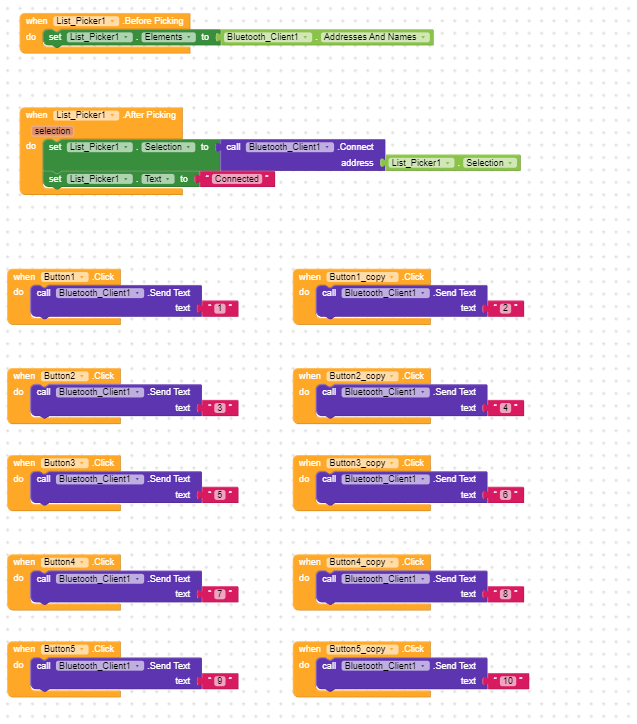 when List_Picker1 .Before Picking
do set List_Picker1 . Elements to Bluetooth_Client1 . Addresses And Names
when List_Picker1 .After Picking
selection
do set List_Picker1 . Selection to call Bluetooth_Client1 .Connect
address List_Picker1 . Selection
set List_Picker1 . Text to "Connected"
when Button1 .Click
do call Bluetooth_Client1 .Send Text
text "1"
when Button1_copy .Click
do call Bluetooth_Client1 .Send Text
text "2"
when Button2 .Click
do call Bluetooth_Client1 .Send Text
text "3"
when Button2_copy .Click
do call Bluetooth_Client1 .Send Text
text "4"
when Button3 .Click
do call Bluetooth_Client1 .Send Text
text "5"
when Button3_copy .Click
do call Bluetooth_Client1 .Send Text
text "6"
when Button4 .Click
do call Bluetooth_Client1 .Send Text
text "7"
when Button4_copy .Click
do call Bluetooth_Client1 .Send Text
text "8"
when Button5 .Click
do call Bluetooth_Client1 .Send Text
text "9"
when Button5_copy .Click
do call Bluetooth_Client1 .Send Text
text "10"